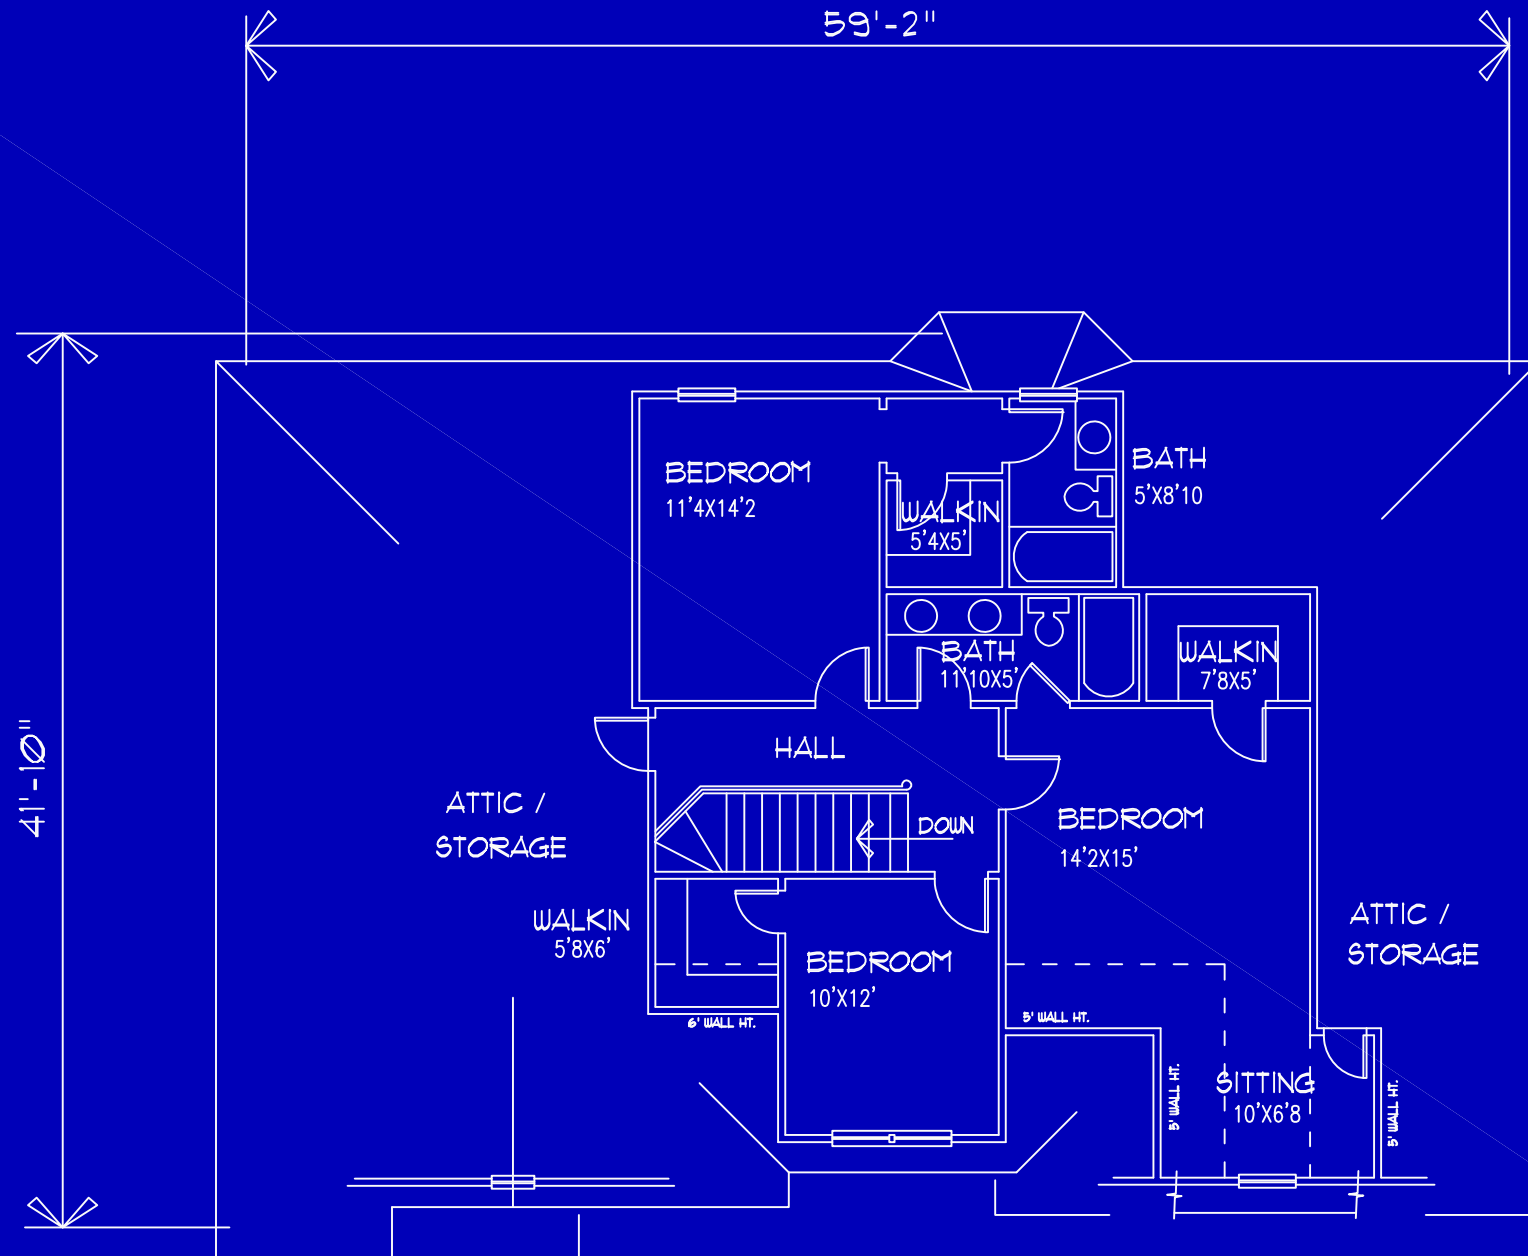 59'-2"
41'-10"
BEDROOM
11'4X14'2
BATH
5'X8'10
WALKIN
5'4X5'
BATH
11'10X5'
WALKIN
7'8X5'
HALL
ATTIC /
STORAGE
DOWN
BEDROOM
14'2X15'
WALKIN
5'8X6'
BEDROOM
10'X12'
ATTIC /
STORAGE
6' WALL HT.
5' WALL HT.
5' WALL HT.
SITTING
10'X6'8
5' WALL HT.